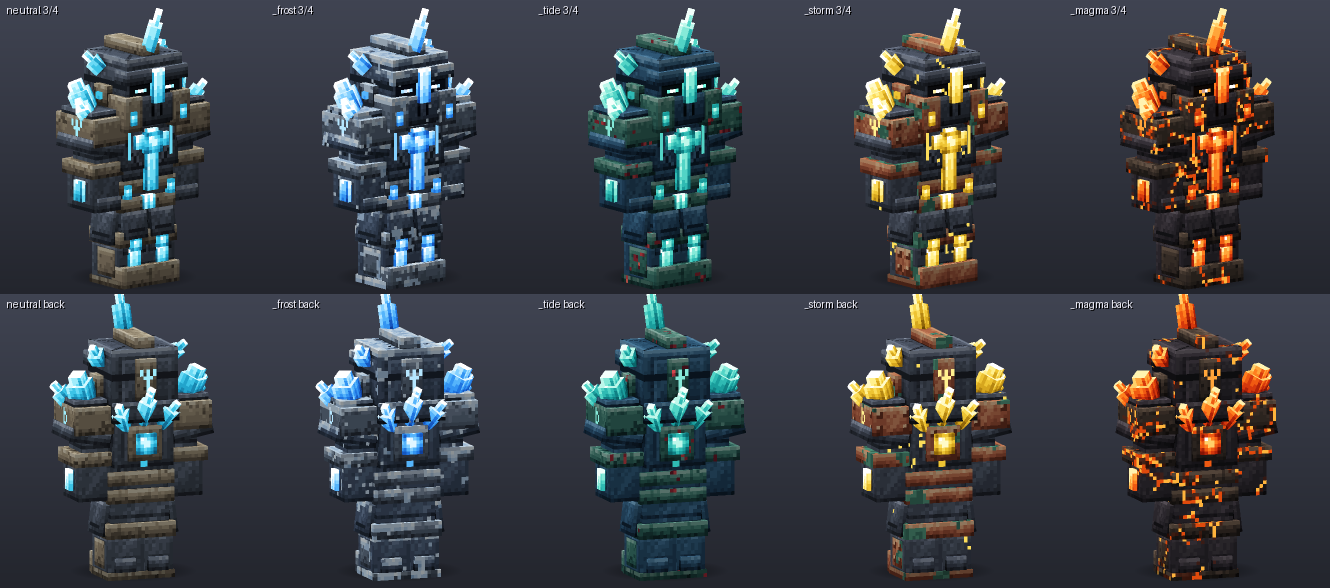 neutral 3/4
_frost 3/4
_tide 3/4
_storm 3/4
_magma 3/4
neutral back
_frost back
_tide back
_storm back
_magma back